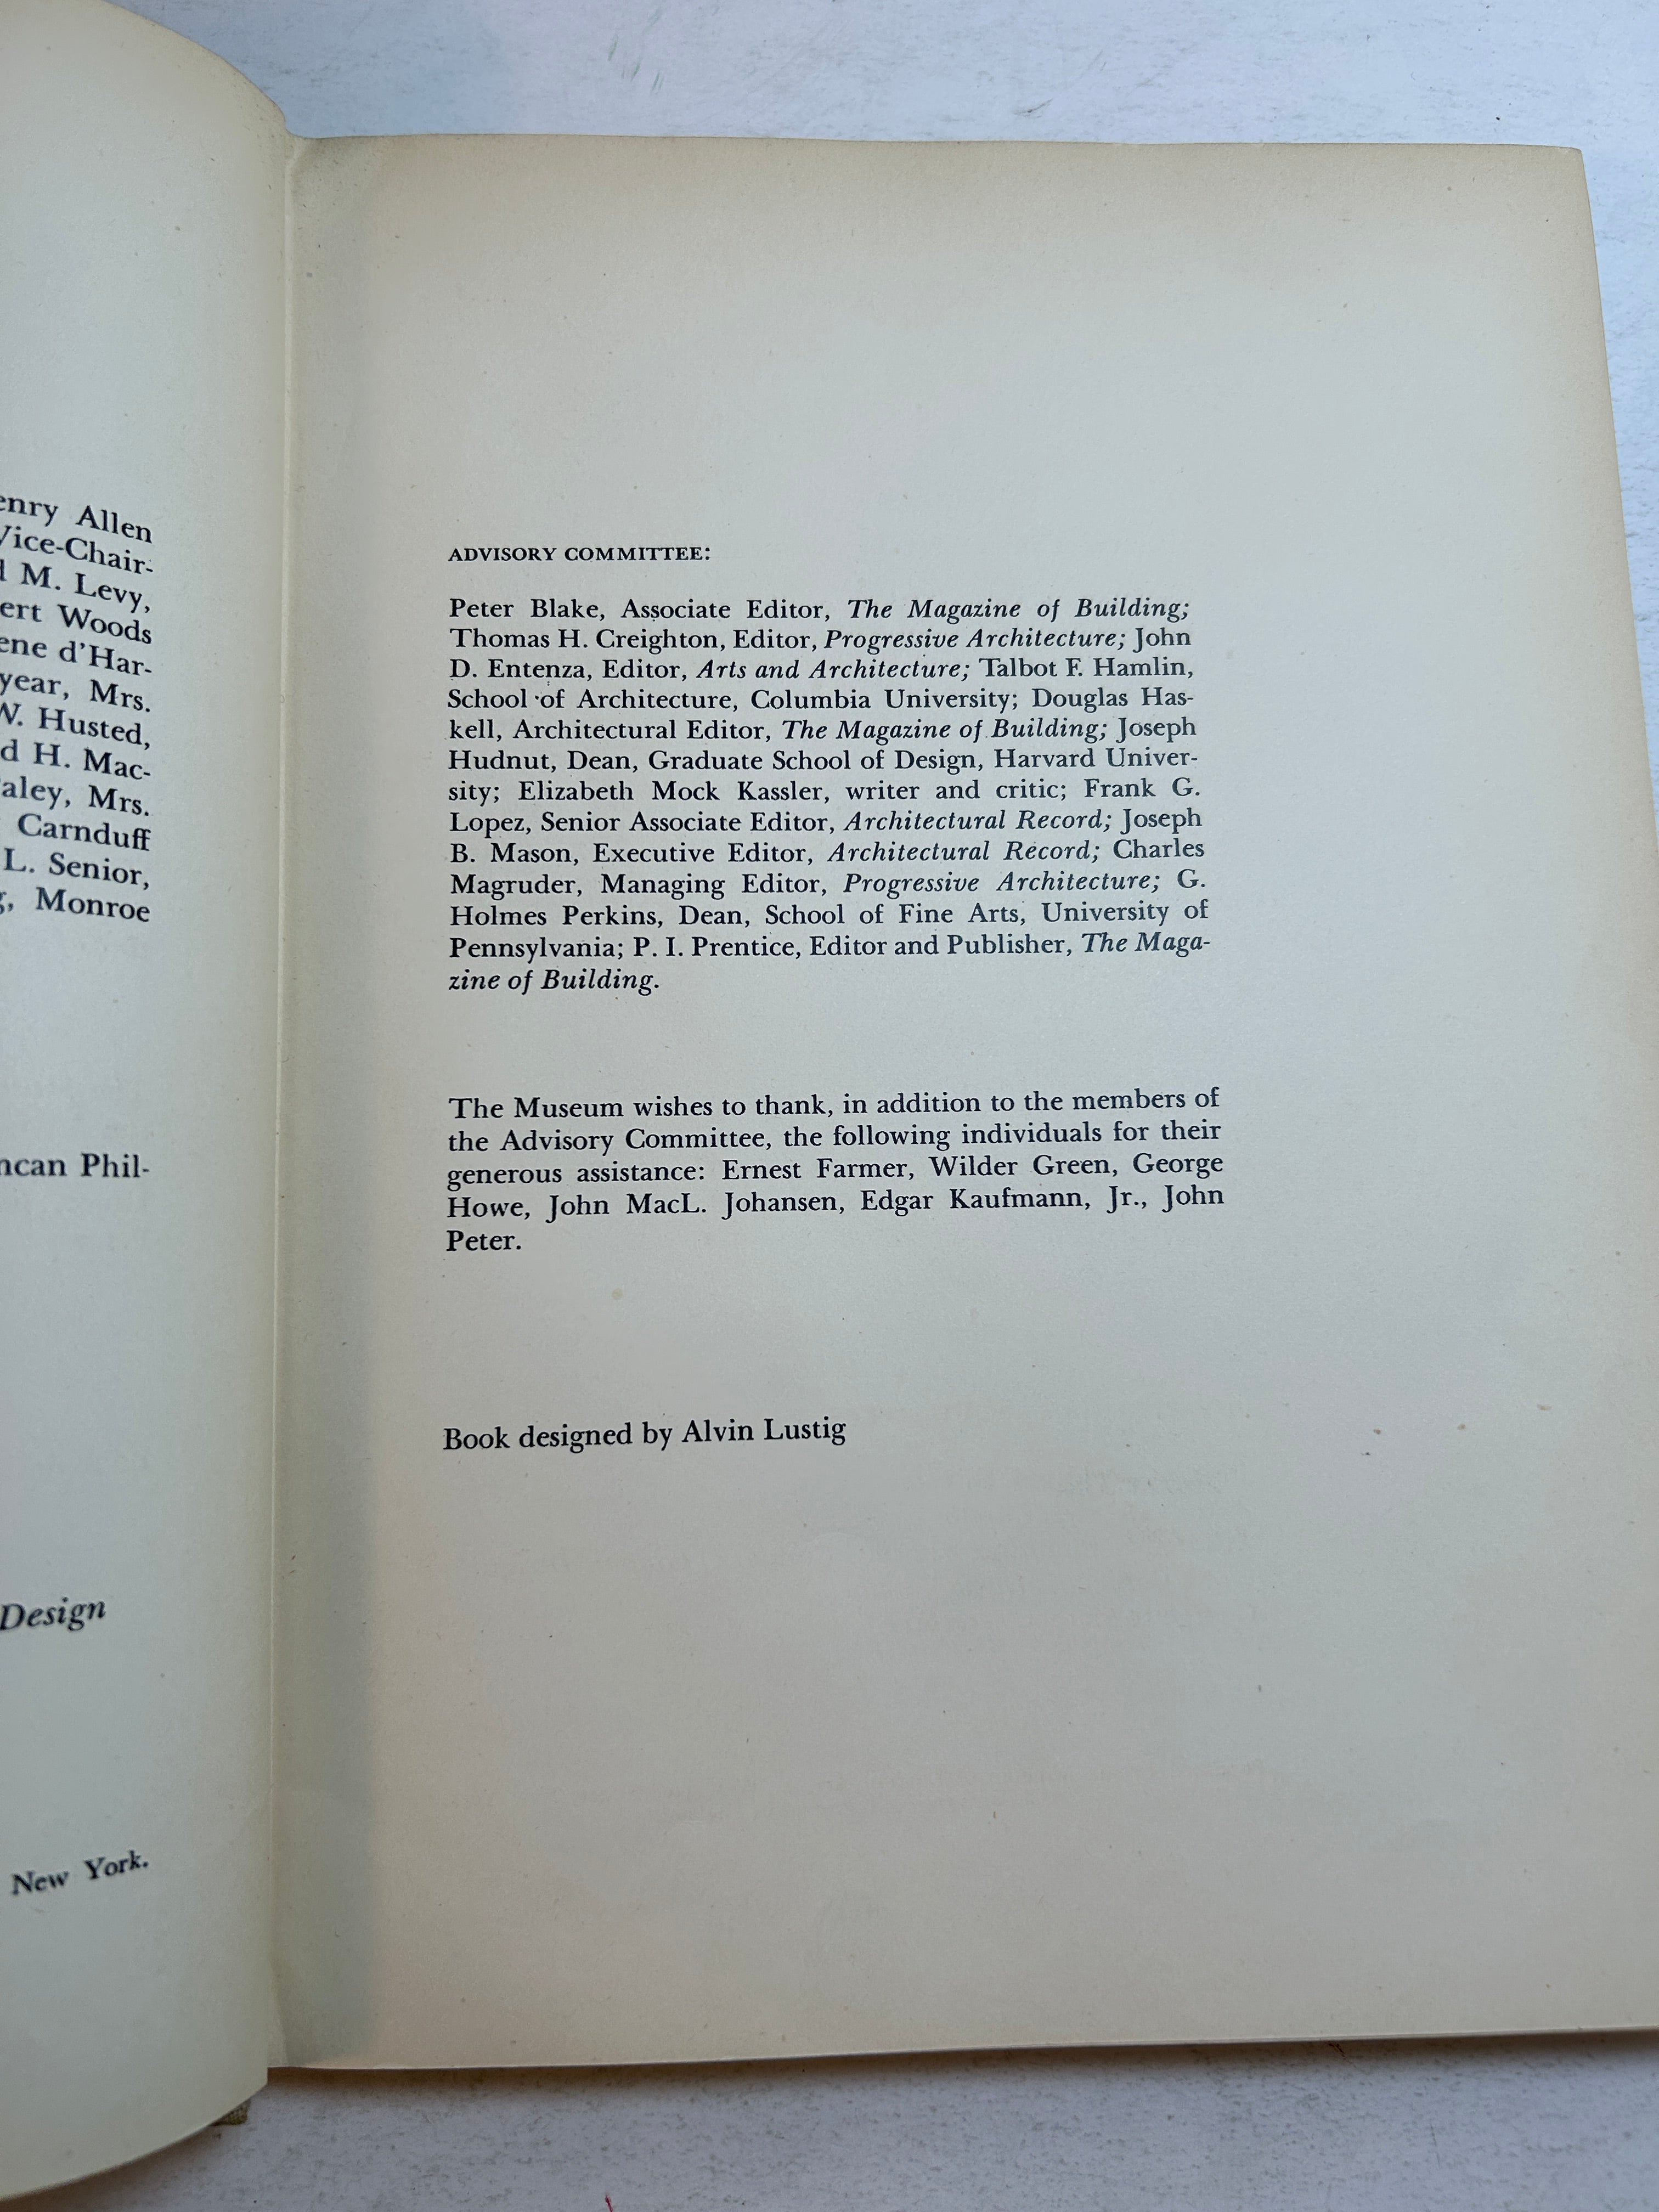 enry Allen
Vice-Chair-
M. Levy,
ert Woods
ene d'Har-
year, Mrs.
W. Husted,
d H. Mac-
aley, Mrs.
Carnduff
L. Senior,
g, Monroe
ncan Phil-
Design
New York.
ADVISORY COMMITTEE:
Peter Blake, Associate Editor, The Magazine of Building;
Thomas H. Creighton, Editor, Progressive Architecture; John
D. Entenza, Editor, Arts and Architecture; Talbot F. Hamlin,
School of Architecture, Columbia University; Douglas Has-
kell, Architectural Editor, The Magazine of Building; Joseph
Hudnut, Dean, Graduate School of Design, Harvard Univer-
sity; Elizabeth Mock Kassler, writer and critic; Frank G.
Lopez, Senior Associate Editor, Architectural Record; Joseph
B. Mason, Executive Editor, Architectural Record; Charles
Magruder, Managing Editor, Progressive Architecture; G.
Holmes Perkins, Dean, School of Fine Arts, University of
Pennsylvania; P. I. Prentice, Editor and Publisher, The Maga-
zine of Building.
The Museum wishes to thank, in addition to the members of
the Advisory Committee, the following individuals for their
generous assistance: Ernest Farmer, Wilder Green, George
Howe, John MacL. Johansen, Edgar Kaufmann, Jr., John
Peter.
Book designed by Alvin Lustig